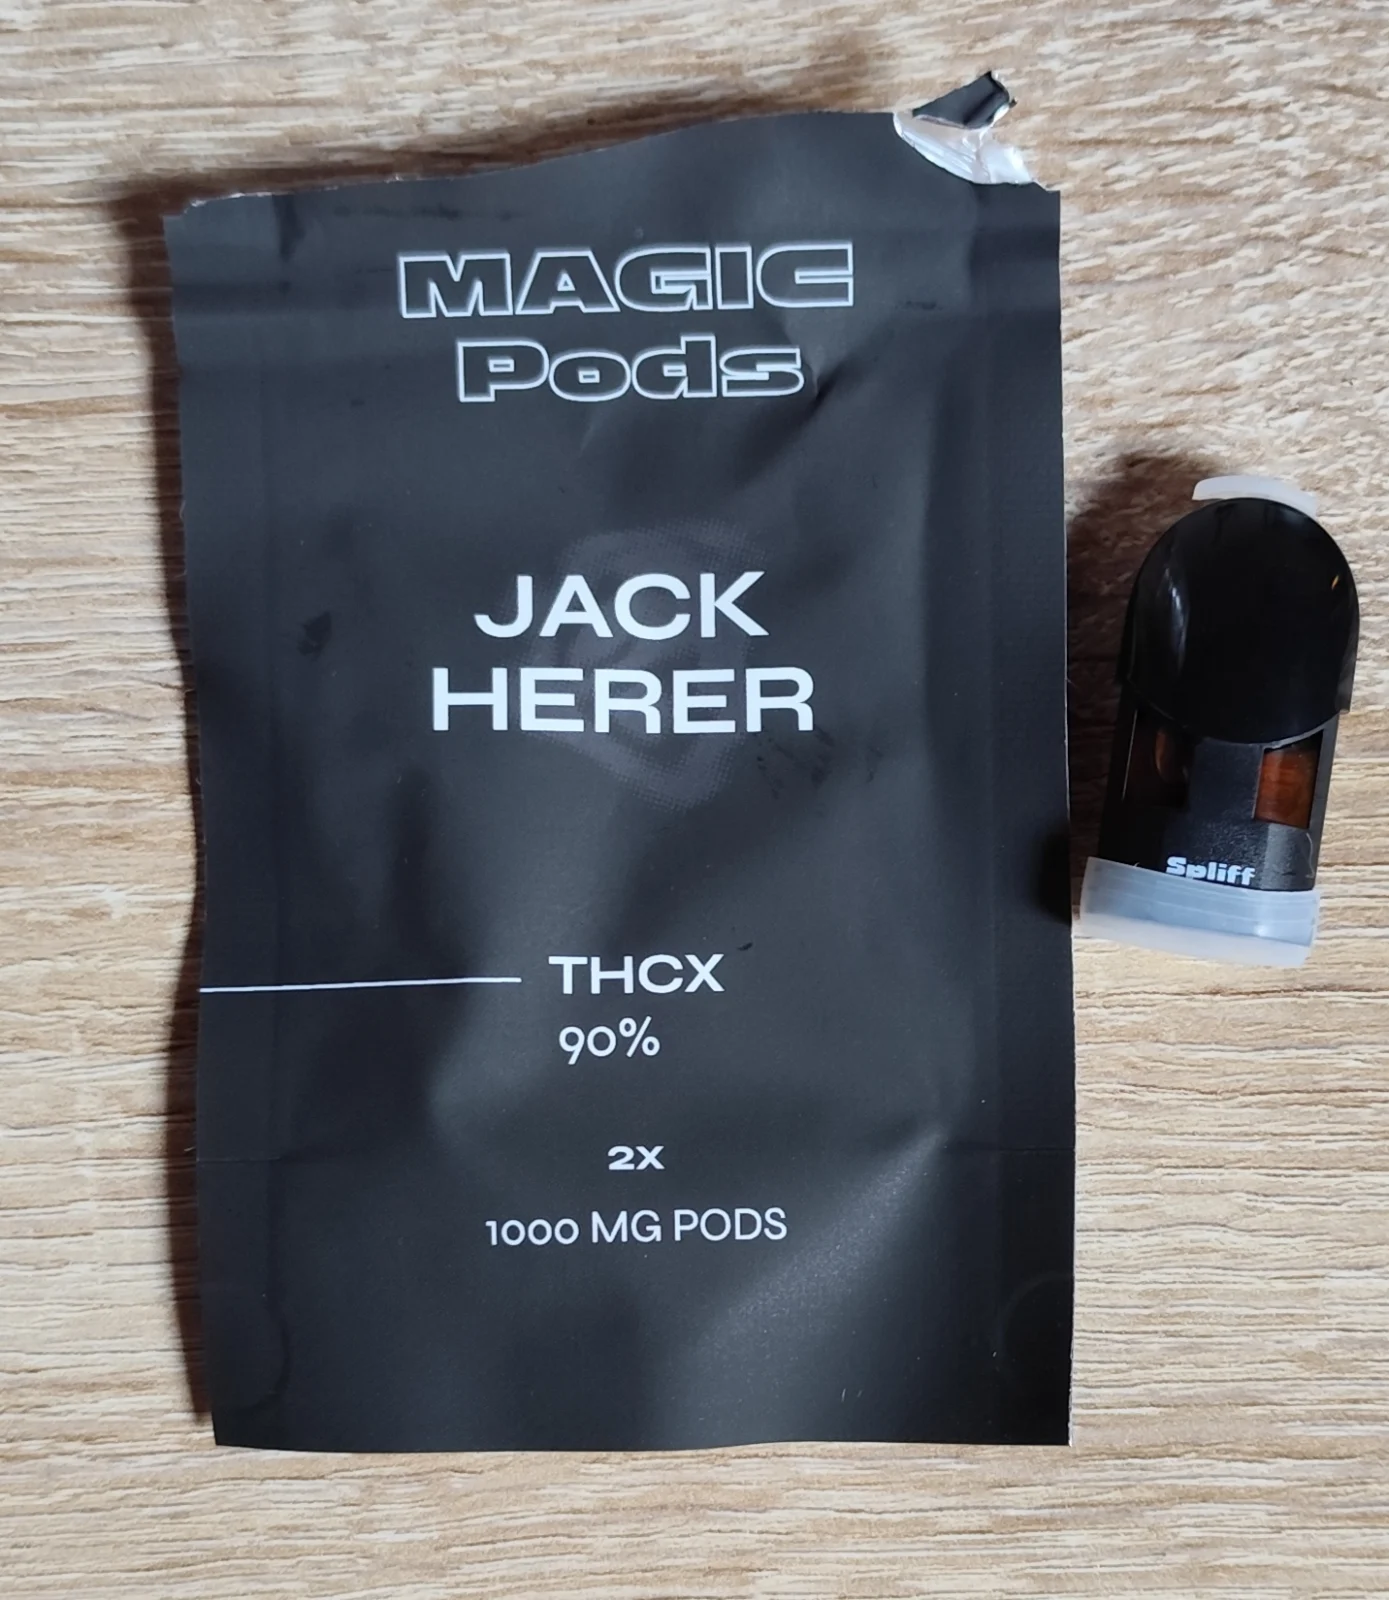 MAGIC
Pods
JACK
HERER
THCX
90%
2X
1000 MG PODS
Spliff